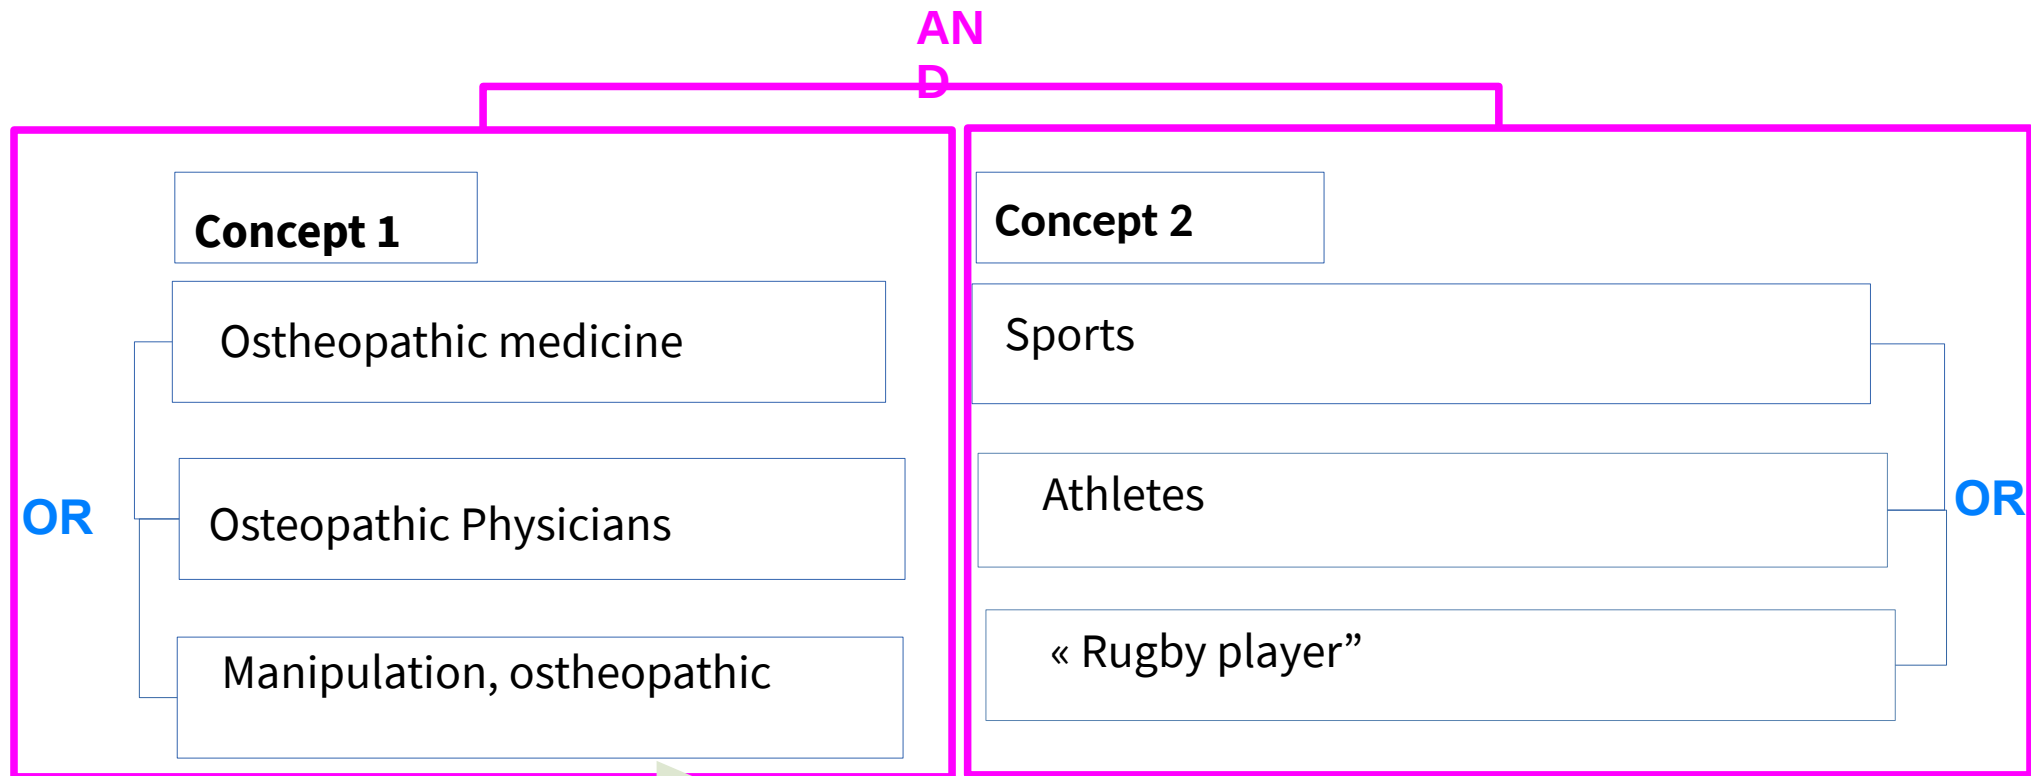 AN
D
Concept 1
Ostheopathic medicine
OR
Osteopathic Physicians
Manipulation, ostheopathic
Concept 2
Sports
Athletes
OR
« Rugby player”